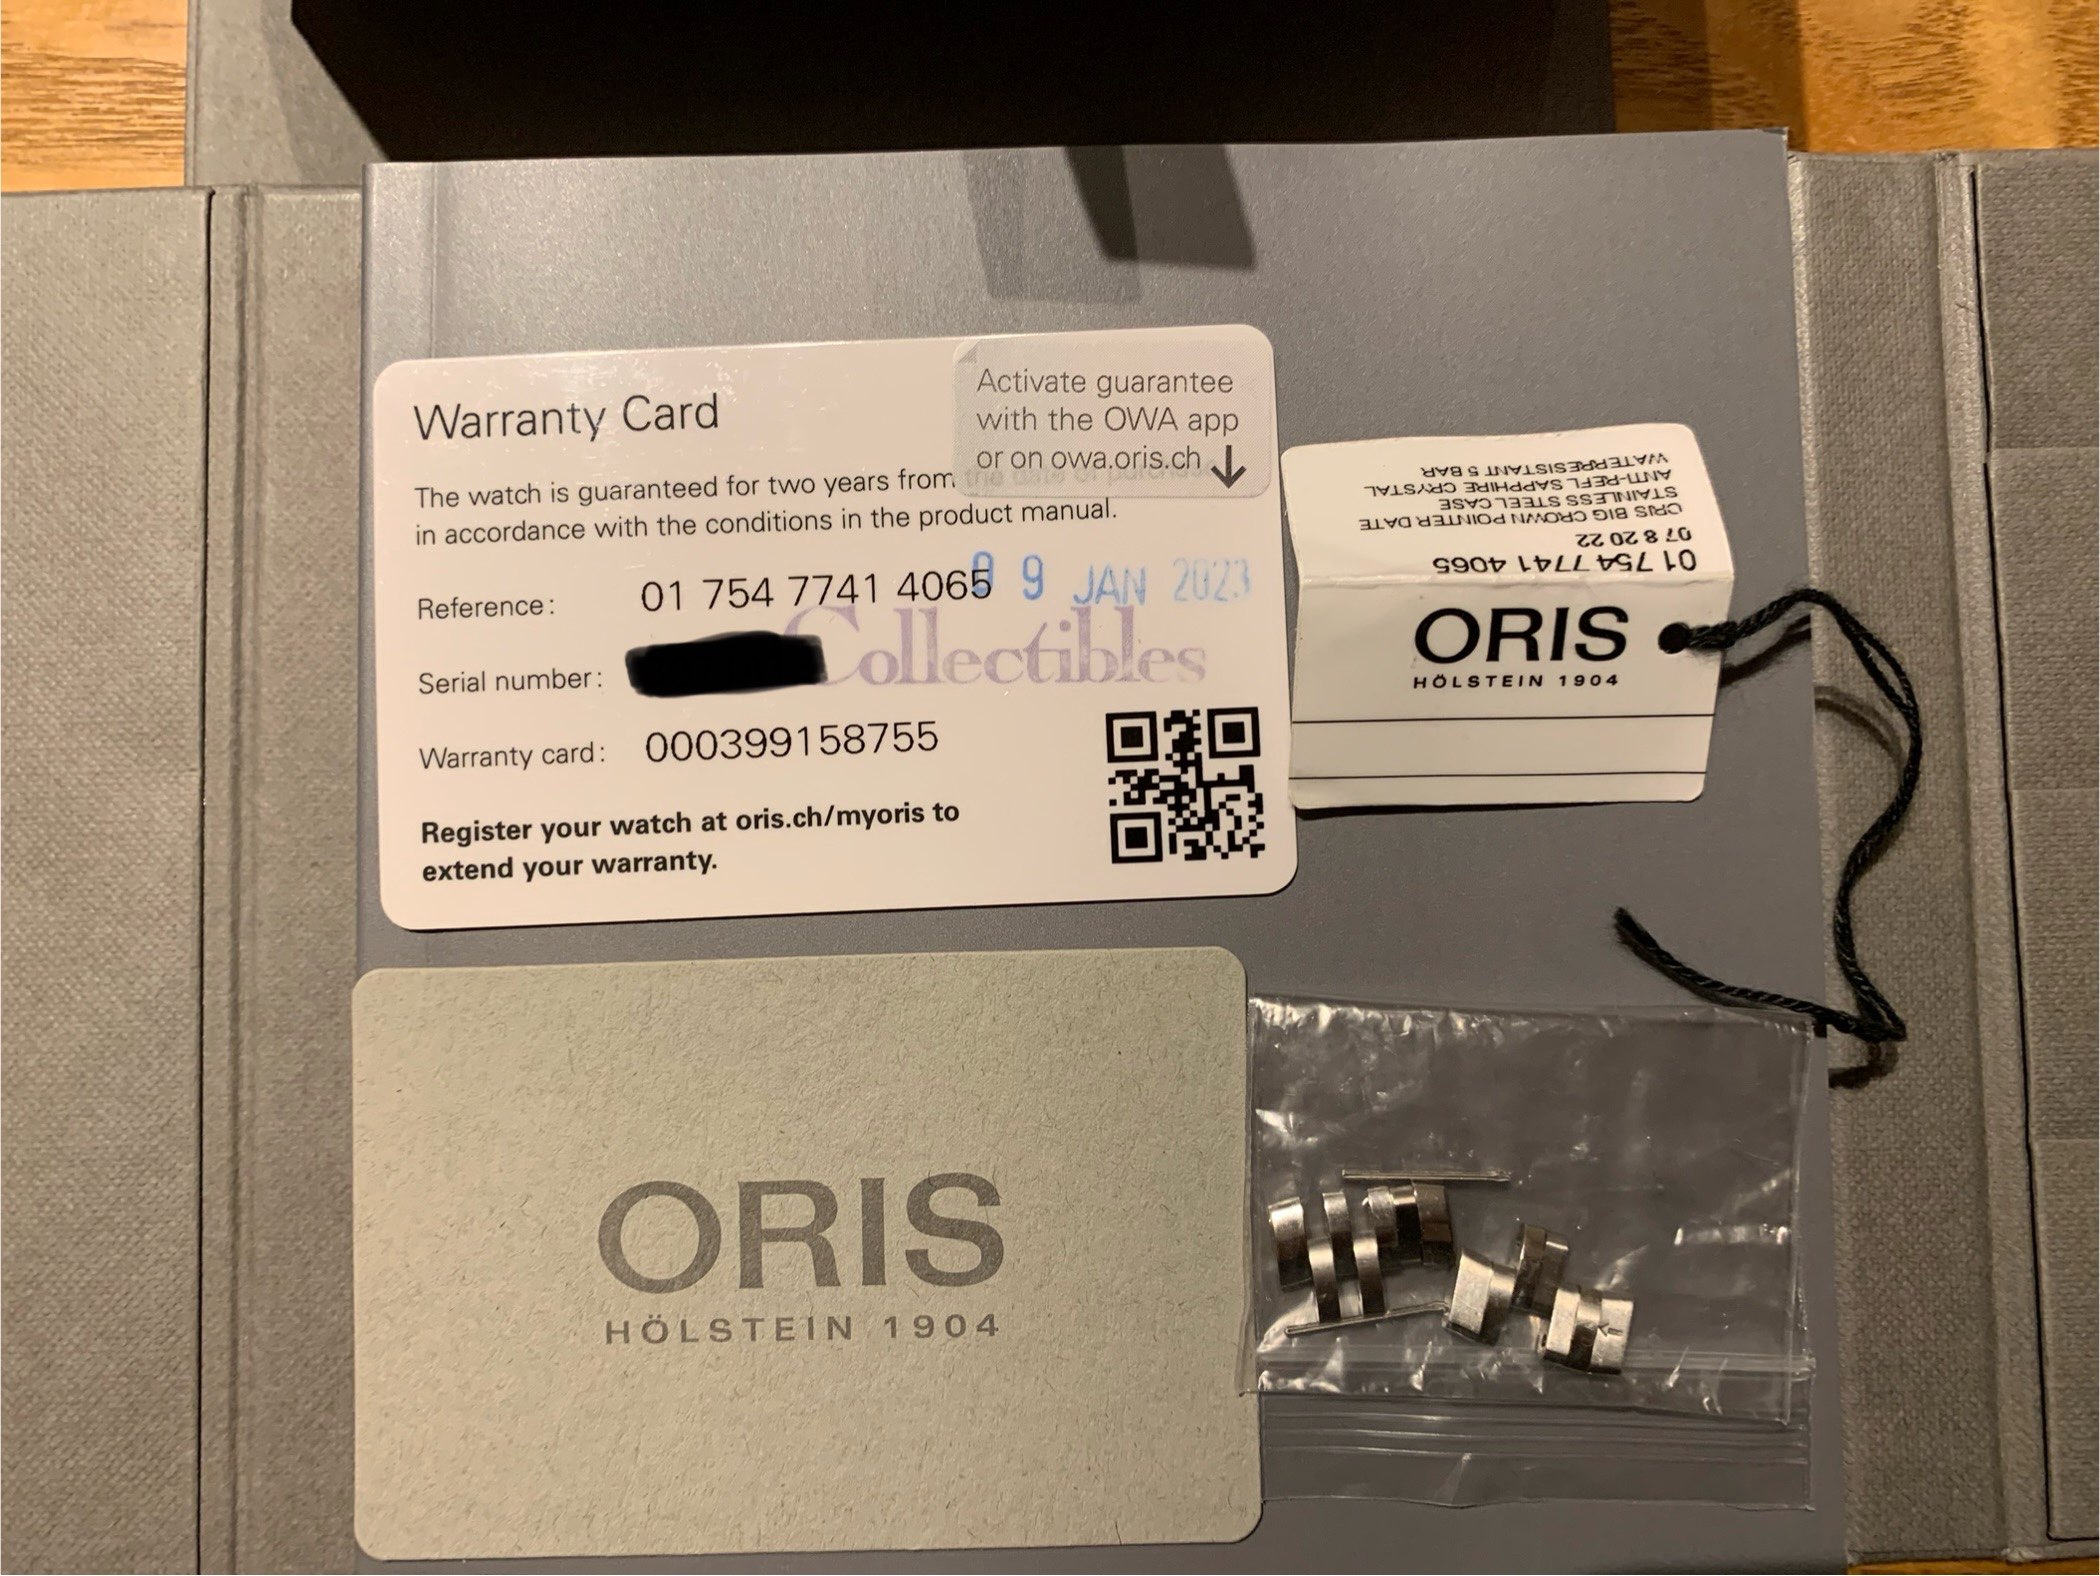 Warranty Card
Activate guarantee
with the OWA app
or on owa.oris.ch
The watch is guaranteed for two years from the date of
in accordance with the conditions in the product manual.
Reference: 01 754 7741 4065
09 JAN 2023
Collectibles
Serial number:
Warranty card: 000399158755
Register your watch at oris.ch/myoris to
extend your warranty.
01 754 7741 4065
07 8 20 22
ORIS BIG CROWN POINTER DATE
STAINLESS STEEL CASE
ANTI-REFL SAPPHIRE CRYSTAL
WATERRESISTANT 5 BAR
ORIS
HÖLSTEIN 1904
ORIS
HÖLSTEIN 1904